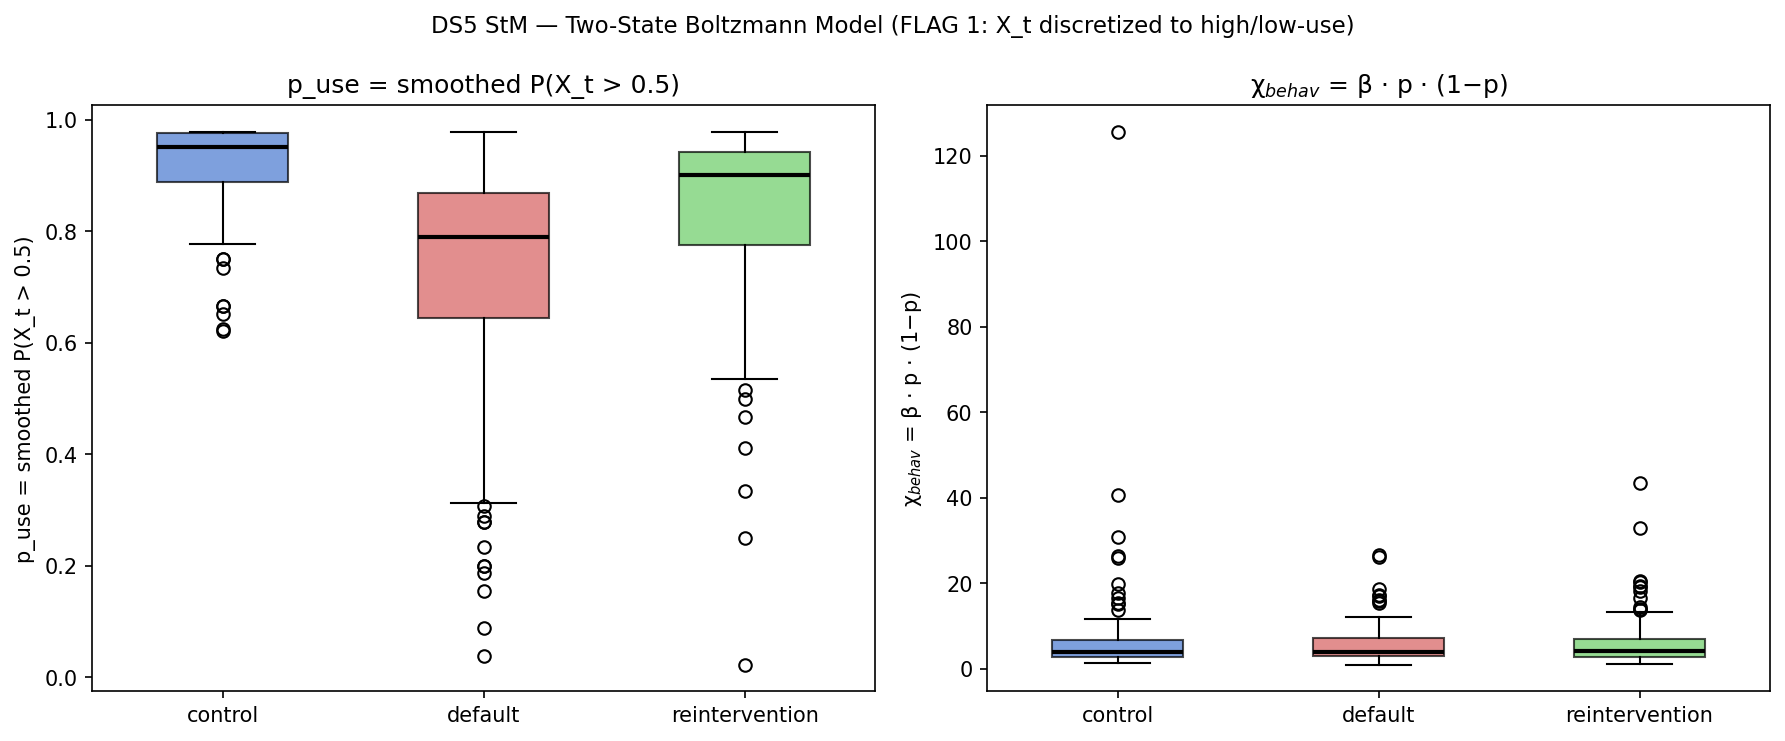 DS5 StM — Two-State Boltzmann Model (FLAG 1: X_t discretized to high/low-use)
p_use = smoothed P(X_t > 0.5)
p_use = smoothed P(X_t > 0.5)
1.0
0.8
0.6
0.4
0.2
0.0
control
default
reintervention
χbehav = β · p · (1−p)
χbehav = β · p · (1−p)
120
100
80
60
40
20
0
control
default
reintervention